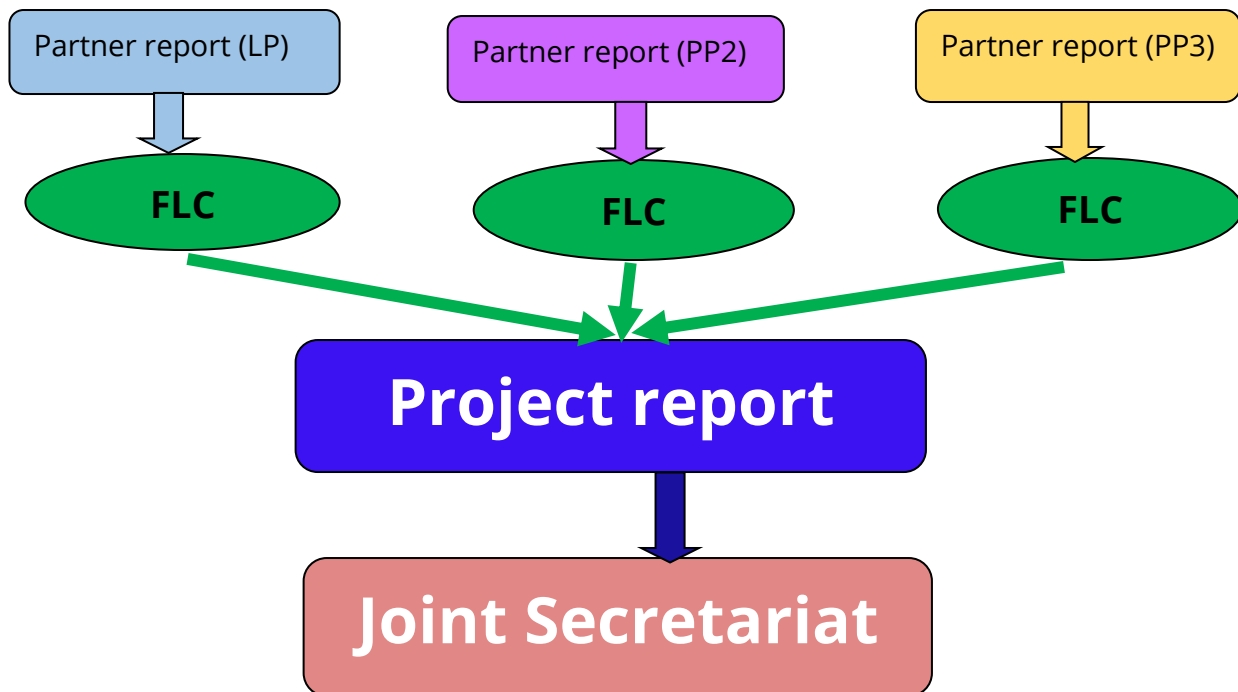 Partner report (LP)
Partner report (PP2)
Partner report (PP3)
FLC
FLC
FLC
Project report
Joint Secretariat